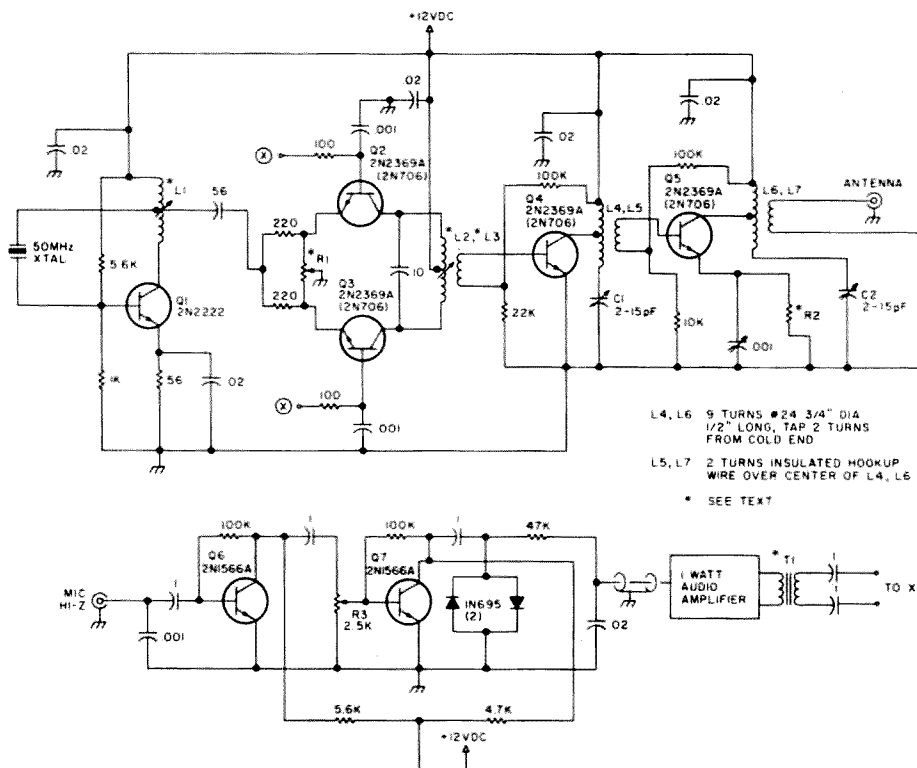 +12VDC
.02
.001
Q2
2N2369A
(2N706)
100
X
.02
.02
100K
Q4
2N2369A
(2N706)
.02
100K
Q5
2N2369A
(2N706)
L6, L7
ANTENNA
* L1
56
50MHz
XTAL
5.6K
Q1
2N2222
220
* R1
220
Q3
2N2369A
(2N706)
10
* L2, * L3
L4, L5
22K
C1
2-15pF
10K
.001
* R2
C2
2-15pF
1K
56
.02
X
100
.001
L4, L6 9 TURNS #24 3/4" DIA
1/2" LONG, TAP 2 TURNS
FROM COLD END
L5, L7 2 TURNS INSULATED HOOKUP
WIRE OVER CENTER OF L4, L6
* SEE TEXT
100K
.1
100K
.1
47K
Q6
2N1566A
Q7
2N1566A
MIC
HI-Z
.1
.001
R3
2.5K
1N695
(2)
.02
1 WATT
AUDIO
AMPLIFIER
* T1
.1
.1
TO X
5.6K
4.7K
+12VDC